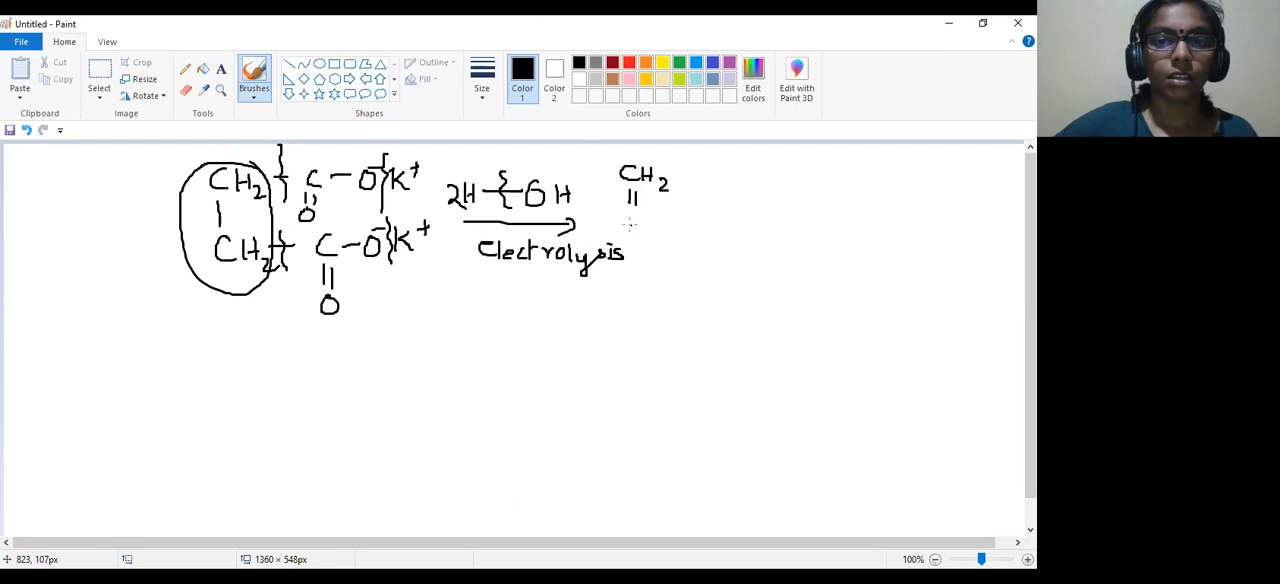 Untitled - Paint
File Home View
Cut
Copy
Paste
Clipboard
Select
Crop
Resize
Rotate
Image
Tools
Brushes
Outline
Fill
Shapes
Size
Color 1
Color 2
Edit colors
Colors
Edit with Paint 3D
CH2 C — O⁻ K⁺
O
CH2 C — O⁻ K⁺
O
2H — OH
Electrolysis
CH2
823, 107px
1360 × 548px
100%